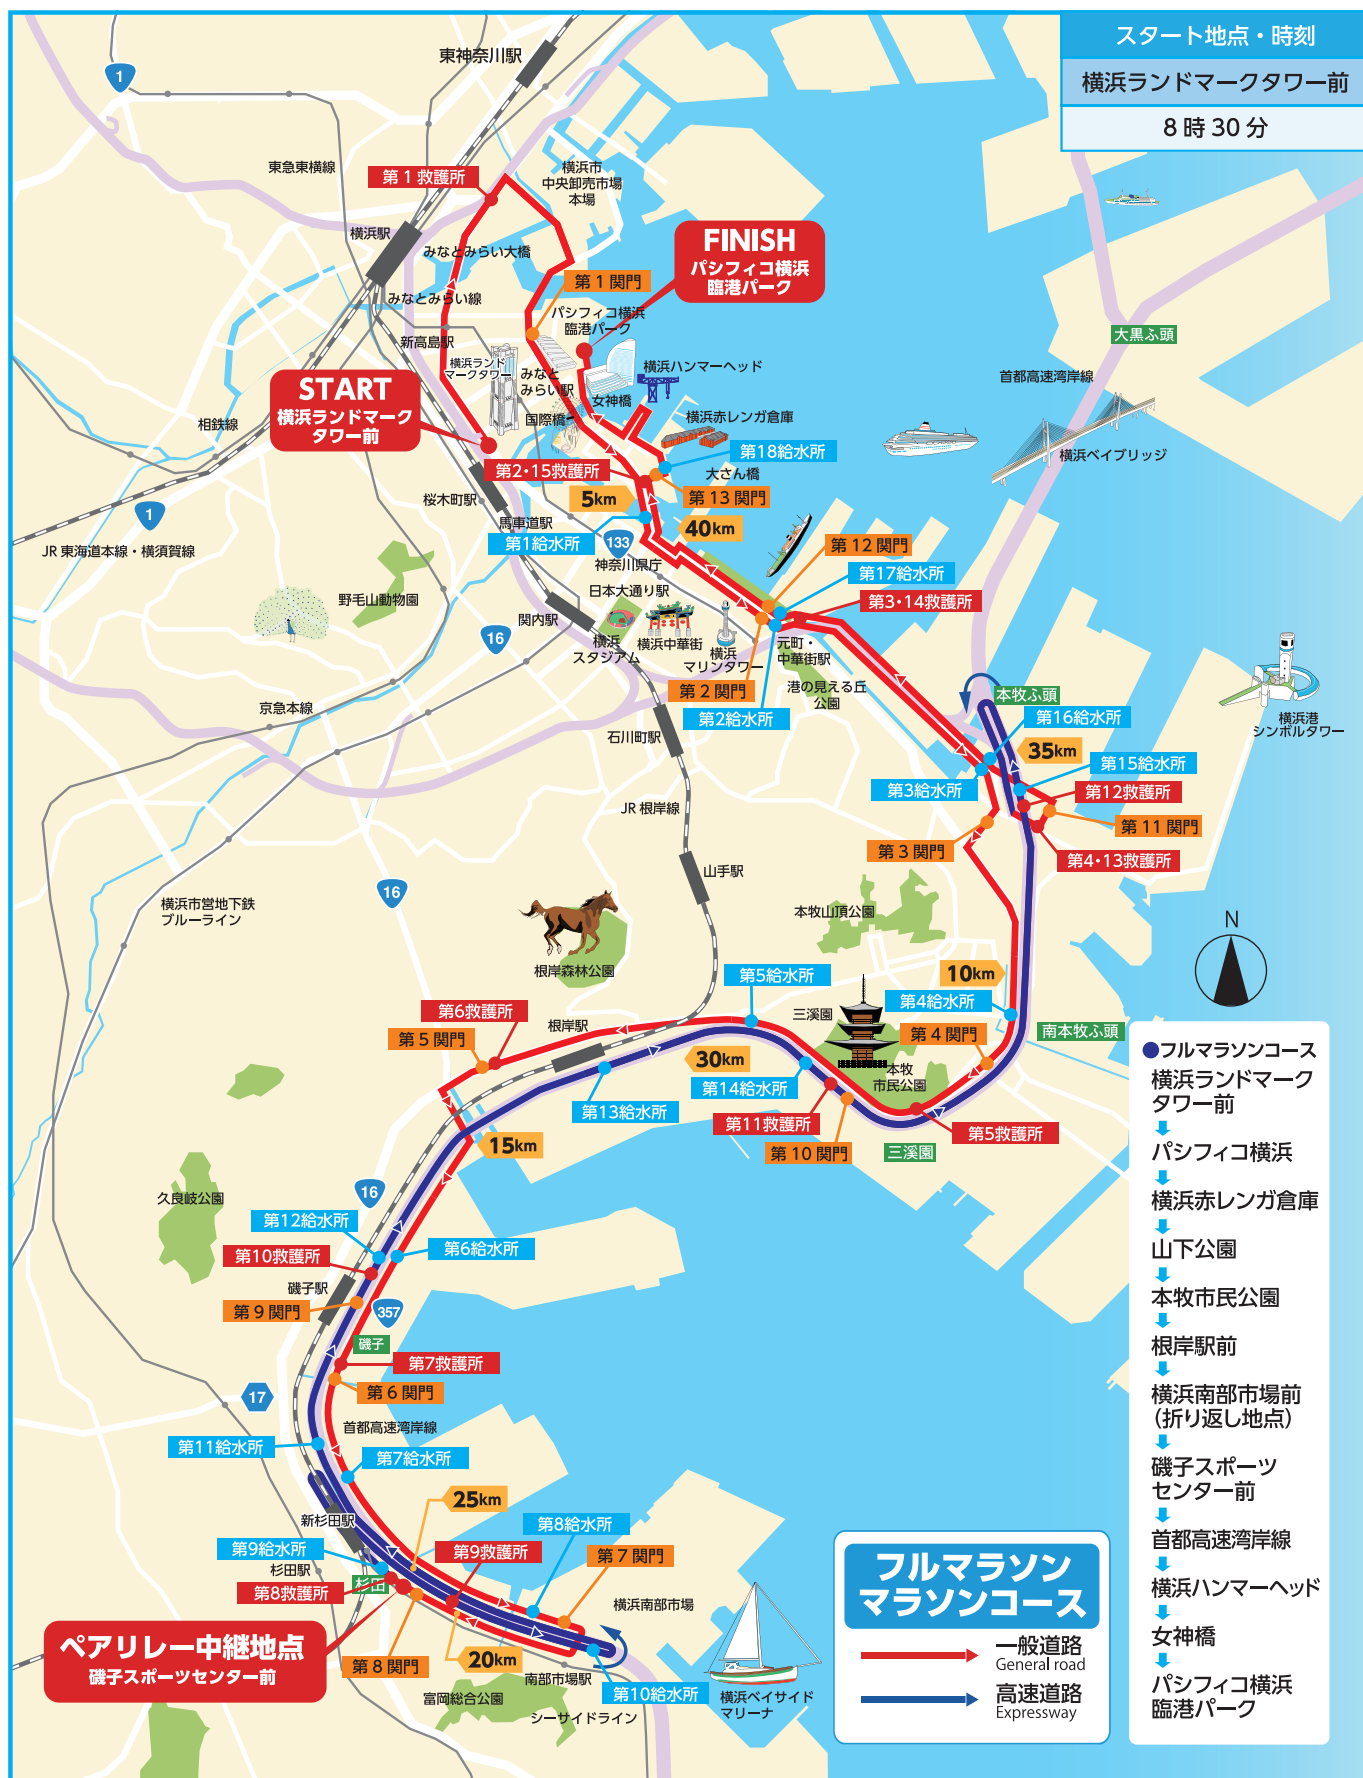 スタート地点・時刻
横浜ランドマークタワー前
8時30分
東神奈川駅
1
東急東横線
第1救護所
横浜市
中央卸売市場
本場
横浜駅
みなとみらい大橋
FINISH
パシフィコ横浜
臨港パーク
第1関門
みなとみらい線
パシフィコ横浜
臨港パーク
大黒ふ頭
新高島駅
横浜ランド
マークタワー
みなと
みらい駅
横浜ハンマーヘッド
首都高速湾岸線
START
横浜ランドマーク
タワー前
女神橋
国際橋
横浜赤レンガ倉庫
相鉄線
第18給水所
横浜ベイブリッジ
第2・15救護所
大さん橋
桜木町駅
5km
第13関門
1
馬車道駅
40km
JR東海道本線・横須賀線
第1給水所
133
第12関門
神奈川県庁
第17給水所
日本大通り駅
野毛山動物園
第3・14救護所
関内駅
16
横浜
スタジアム
横浜中華街
横浜
マリンタワー
元町・
中華街駅
第2関門
港の見える丘
公園
本牧ふ頭
京急本線
第2給水所
第16給水所
横浜港
シンボルタワー
石川町駅
35km
第15給水所
第3給水所
第12救護所
JR根岸線
第11関門
第3関門
第4・13救護所
山手駅
16
横浜市営地下鉄
ブルーライン
本牧山頂公園
N
根岸森林公園
10km
第5給水所
第4給水所
第6救護所
三溪園
根岸駅
第5関門
第4関門
南本牧ふ頭
30km
本牧
市民公園
第14給水所
第13給水所
第11救護所
第5救護所
15km
第10関門
三溪園
16
久良岐公園
第12給水所
第6給水所
第10救護所
磯子駅
第9関門
357
磯子
第7救護所
第6関門
17
首都高速湾岸線
第11給水所
第7給水所
25km
新杉田駅
第8給水所
第9給水所
第9救護所
第7関門
杉田駅
杉田
第8救護所
横浜南部市場
ペアリレー中継地点
磯子スポーツセンター前
第8関門
20km
南部市場駅
第10給水所
富岡総合公園
シーサイドライン
横浜ベイサイド
マリーナ
フルマラソン
マラソンコース
一般道路
General road
高速道路
Expressway
●フルマラソンコース
横浜ランドマーク
タワー前
パシフィコ横浜
横浜赤レンガ倉庫
山下公園
本牧市民公園
根岸駅前
横浜南部市場前
(折り返し地点)
磯子スポーツ
センター前
首都高速湾岸線
横浜ハンマーヘッド
女神橋
パシフィコ横浜
臨港パーク